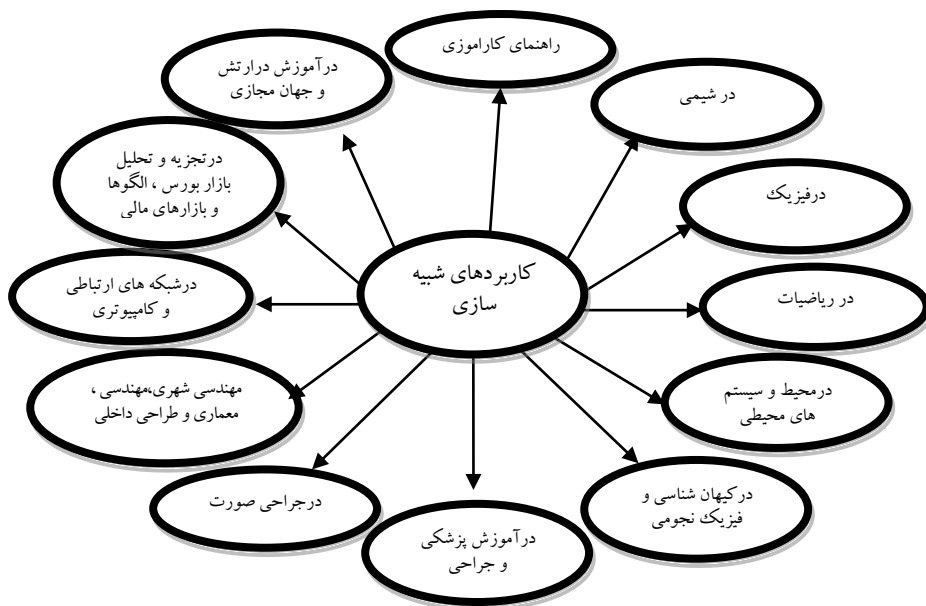 کاربردهای شبیه
سازی
راهنمای کاراموزی
در شیمی
درفیزیک
در ریاضیات
درمحیط و سیستم
های محیطی
درکیهان شناسی و
فیزیک نجومی
درآموزش پزشکی
و جراحی
درجراحی صورت
مهندسی شهری،مهندسی ،
معماری و طراحی داخلی
درشبکه های ارتباطی
و کامپیوتری
درتجزیه و تحلیل
بازار بورس ، الگوها
و بازارهای مالی
درآموزش درارتش
و جهان مجازی